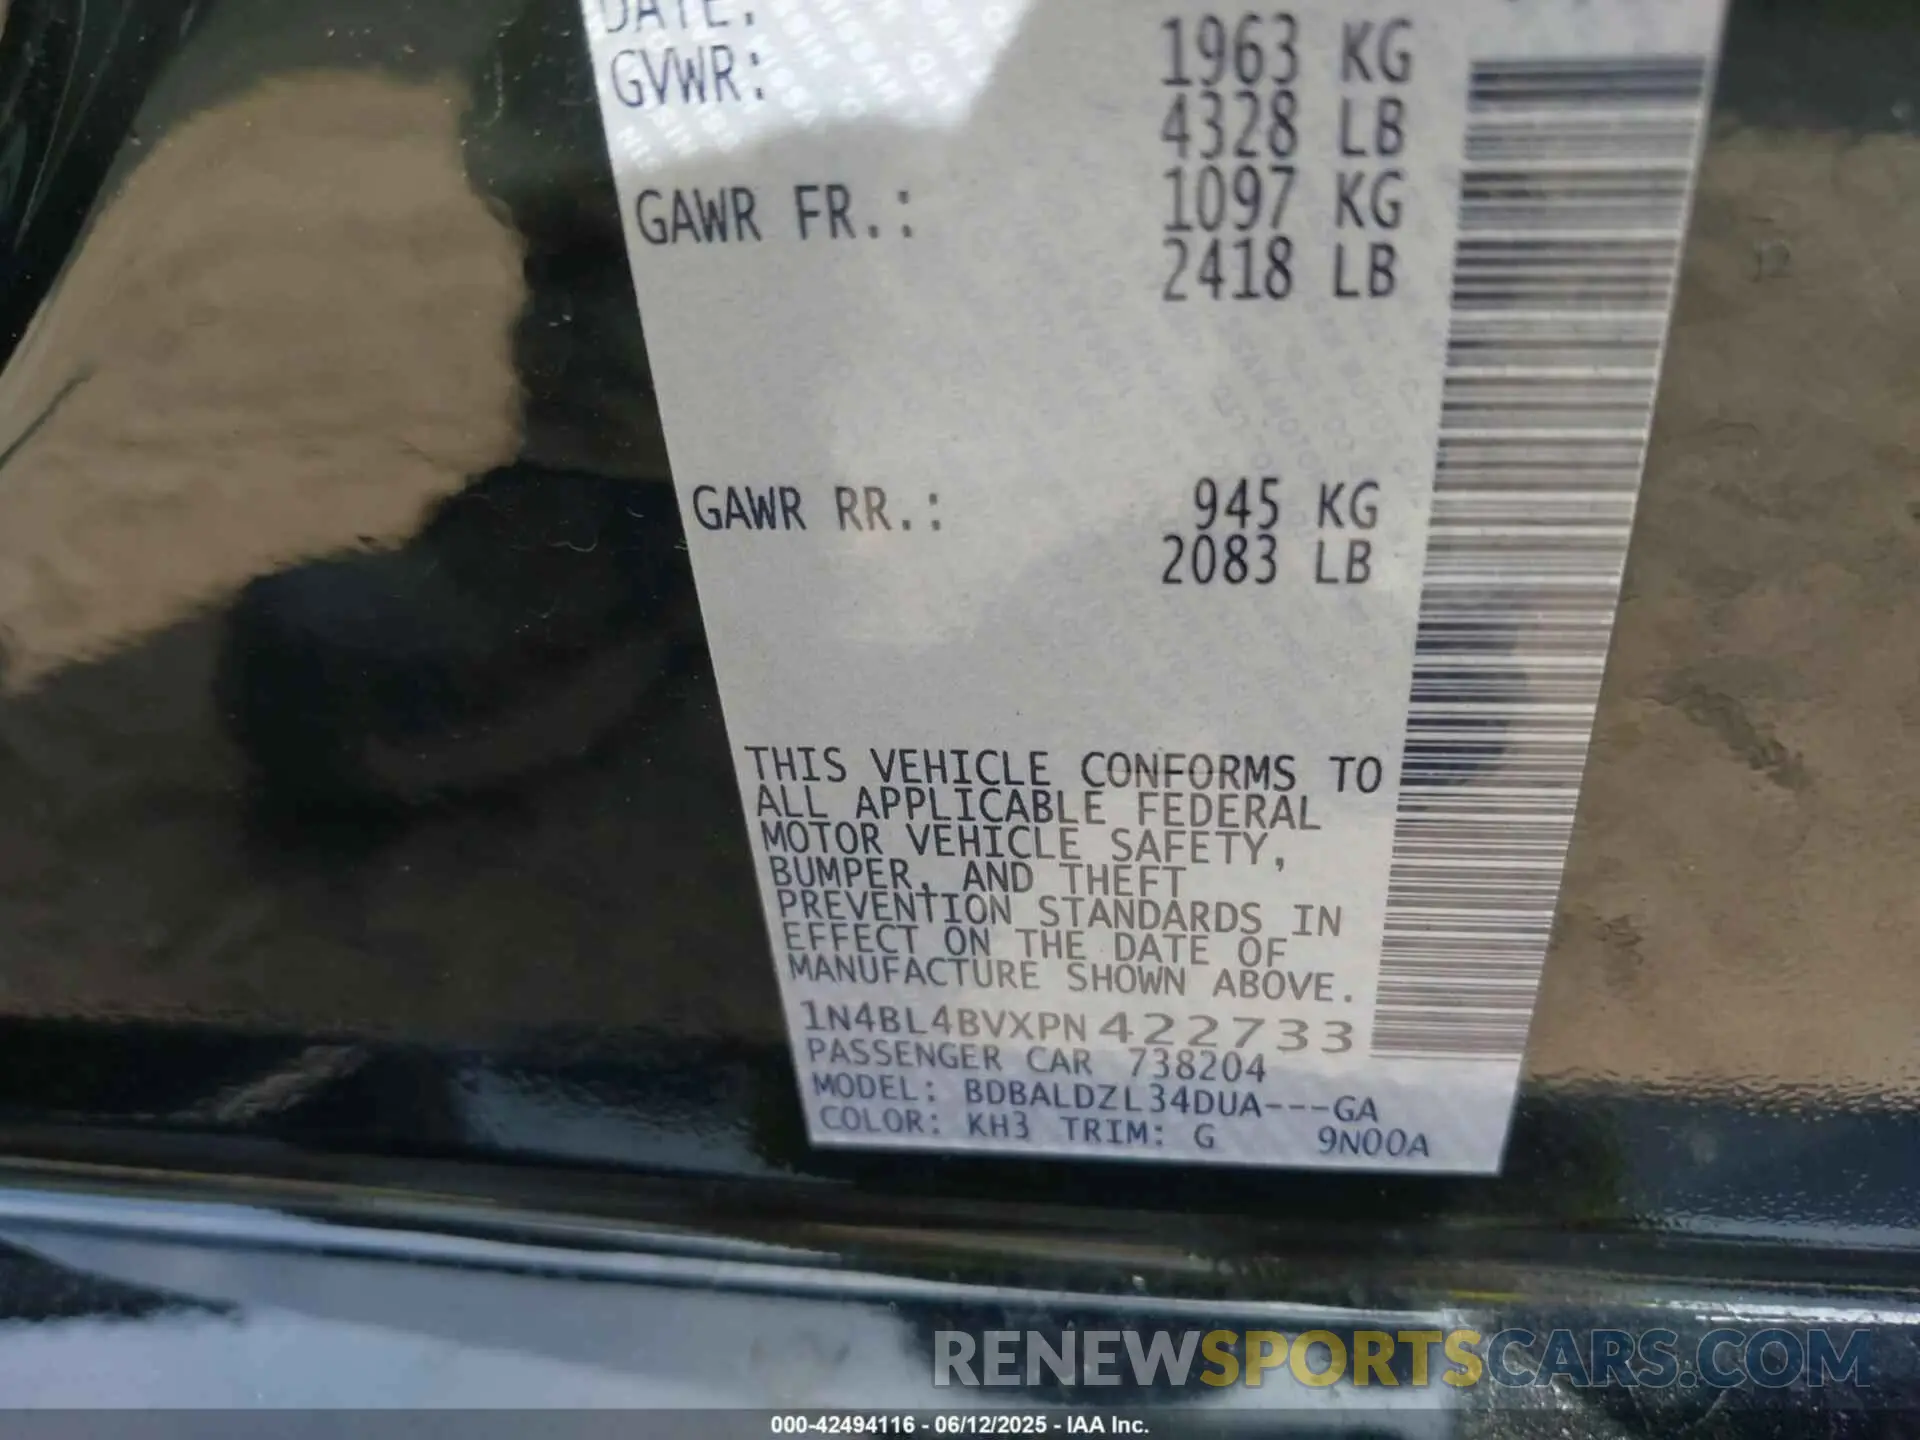 DATE:
GVWR: 1963 KG
4328 LB
GAWR FR.: 1097 KG
2418 LB
GAWR RR.: 945 KG
2083 LB
THIS VEHICLE CONFORMS TO
ALL APPLICABLE FEDERAL
MOTOR VEHICLE SAFETY,
BUMPER, AND THEFT
PREVENTION STANDARDS IN
EFFECT ON THE DATE OF
MANUFACTURE SHOWN ABOVE.
1N4BL4BVXPN422733
PASSENGER CAR 738204
MODEL: BDBALDZL34DUA---GA
COLOR: KH3 TRIM: G 9N00A
RENEWSPORTSCARS.COM
000-42494116 - 06/12/2025 - IAA Inc.